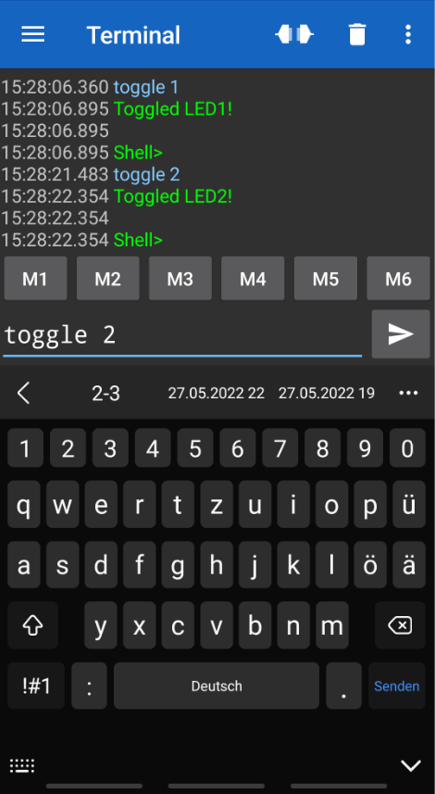 Terminal
15:28:06.360 toggle 1
15:28:06.895 Toggled LED1!
15:28:06.895
15:28:06.895 Shell>
15:28:21.483 toggle 2
15:28:22.354 Toggled LED2!
15:28:22.354
15:28:22.354 Shell>
M1 M2 M3 M4 M5 M6
toggle 2
2-3 27.05.2022 22 27.05.2022 19
1 2 3 4 5 6 7 8 9 0
q w e r t z u i o p ü
a s d f g h j k l ö ä
y x c v b n m
!#1 : Deutsch . Senden